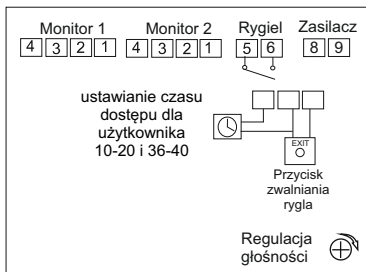 Monitor 1 Monitor 2 Rygiel Zasilacz
4 3 2 1 4 3 2 1 5 6 8 9
ustawianie czasu
dostępu dla
użytkownika
10-20 i 36-40
EXIT
Przycisk
zwalniania
rygla
Regulacja
głośności